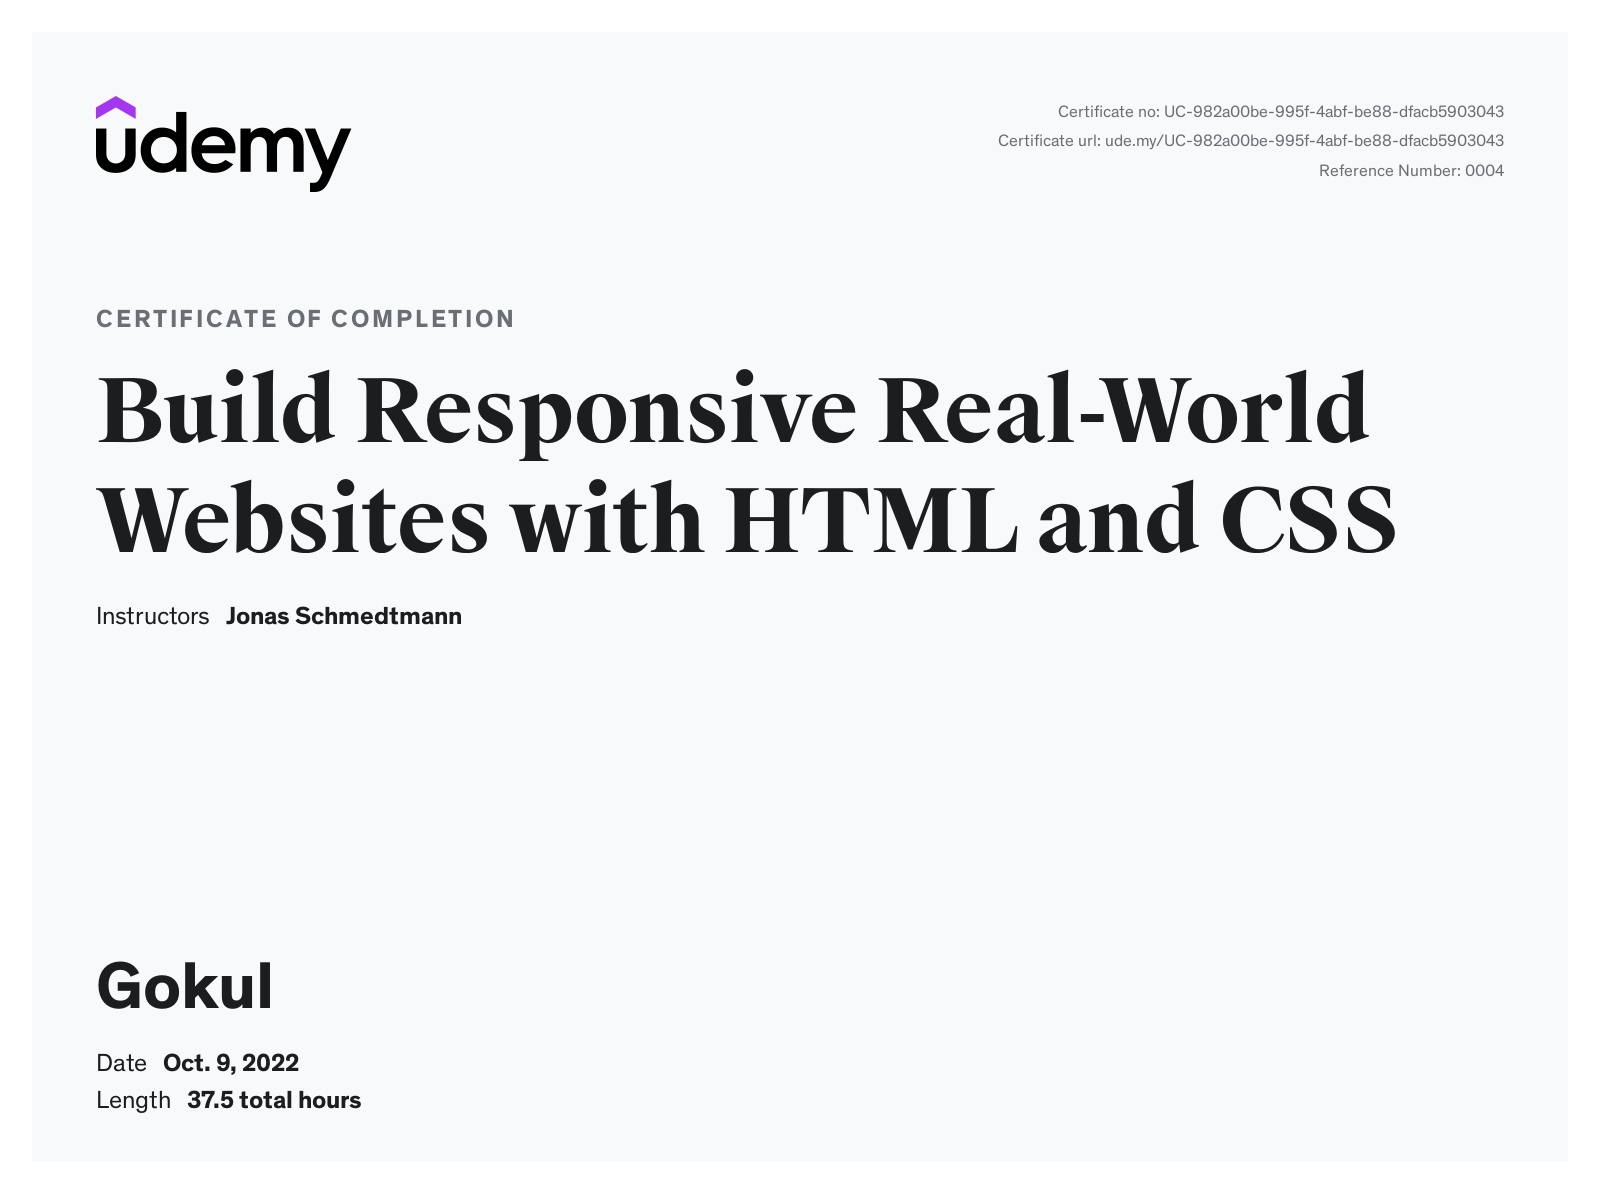 udemy
Certificate no: UC-982a00be-995f-4abf-be88-dfacb5903043
Certificate url: ude.my/UC-982a00be-995f-4abf-be88-dfacb5903043
Reference Number: 0004
CERTIFICATE OF COMPLETION
Build Responsive Real-World
Websites with HTML and CSS
Instructors Jonas Schmedtmann
Gokul
Date Oct. 9, 2022
Length 37.5 total hours